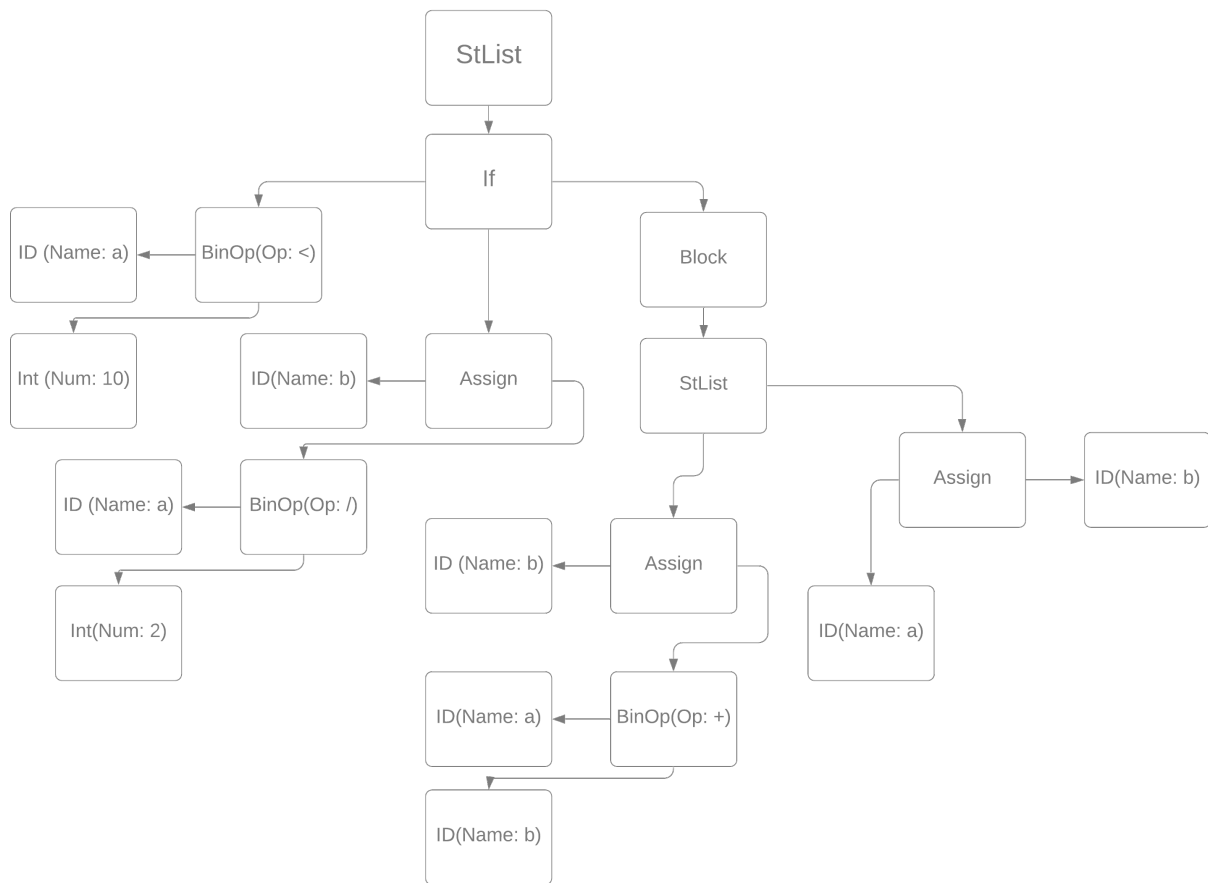 StList
If
ID (Name: a)
BinOp(Op: <)
Block
Int (Num: 10)
ID(Name: b)
Assign
StList
ID (Name: a)
BinOp(Op: /)
Assign
ID(Name: b)
ID (Name: b)
Assign
Int(Num: 2)
ID(Name: a)
ID(Name: a)
BinOp(Op: +)
ID(Name: b)